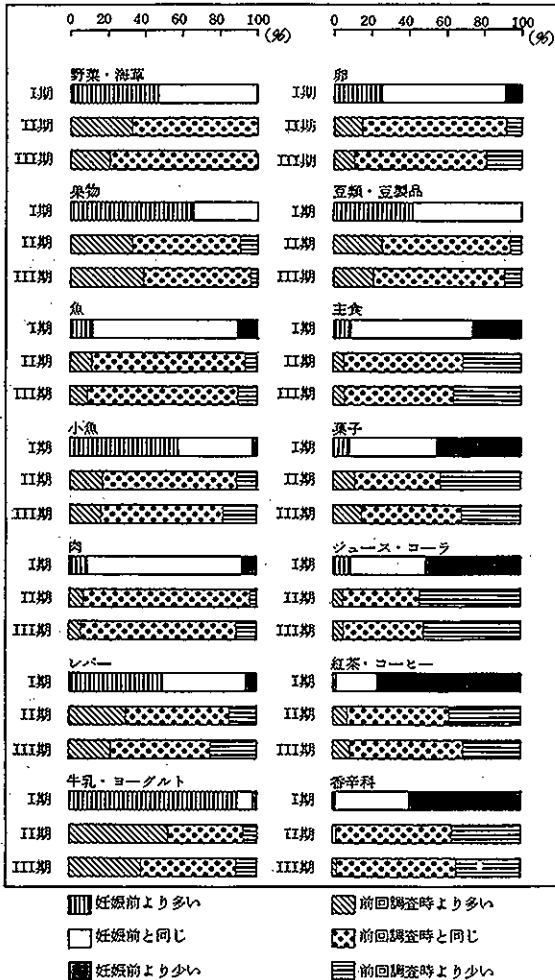 0 20 40 60 80 100
(%)
0 20 40 60 80 100
(%)
野菜・海草
I期
II期
III期
果物
I期
II期
III期
魚
I期
II期
III期
小魚
I期
II期
III期
肉
I期
II期
III期
レバー
I期
II期
III期
牛乳・ヨーグルト
I期
II期
III期
卵
I期
II期
III期
豆類・豆製品
I期
II期
III期
主食
I期
II期
III期
菓子
I期
II期
III期
ジュース・コーラ
I期
II期
III期
紅茶・コーヒー
I期
II期
III期
香辛科
I期
II期
III期
妊娠前より多い
妊娠前と同じ
妊娠前より少い
前回調査時より多い
前回調査時と同じ
前回調査時より少い